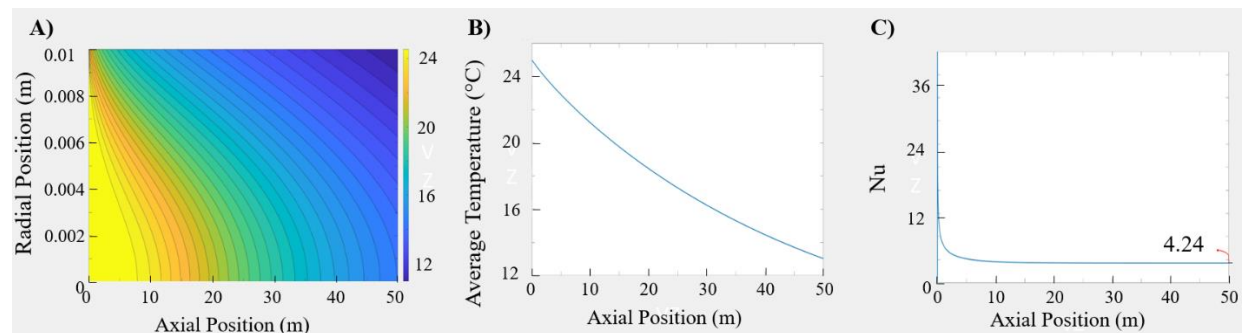 A)
Radial Position (m)
0.01
0.008
0.006
0.004
0.002
0
0 10 20 30 40 50
Axial Position (m)
24
20
16
12
V
Z
B)
Average Temperature (°C)
24
20
16
12
V
Z
0 10 20 30 40 50
Axial Position (m)
C)
Nu
36
24
12
0
V
Z
4.24
0 10 20 30 40 50
Axial Position (m)